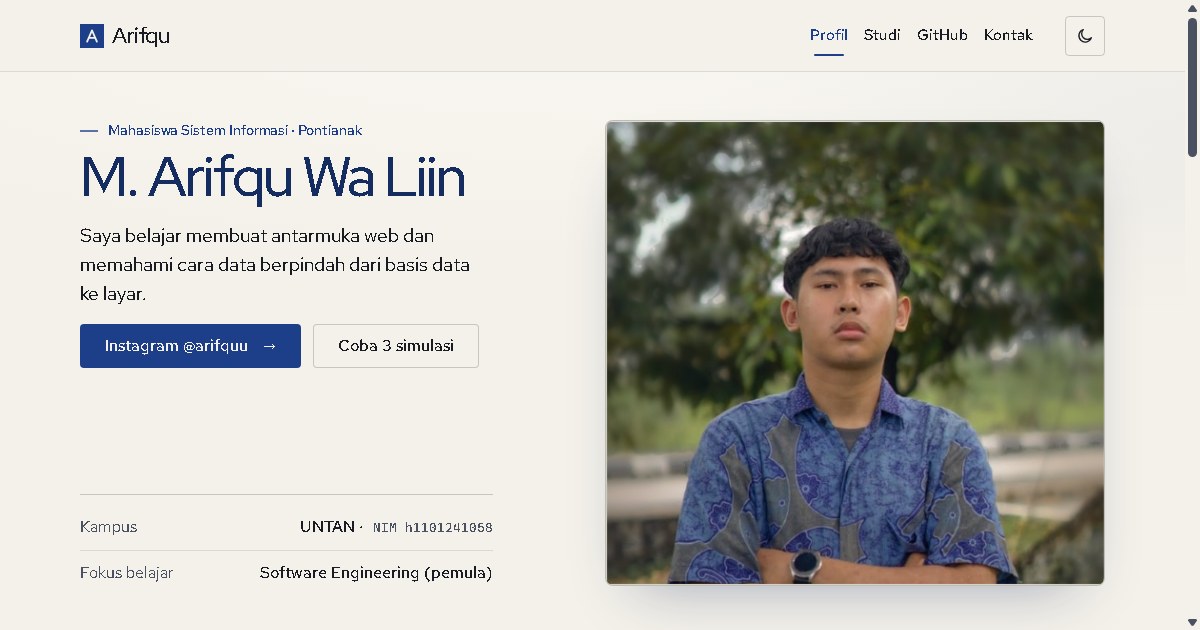 A Arifqu
Profil Studi GitHub Kontak
Mahasiswa Sistem Informasi · Pontianak
M. Arifqu Wa Liin
Saya belajar membuat antarmuka web dan
memahami cara data berpindah dari basis data
ke layar.
Instagram @arifquu →
Coba 3 simulasi
Kampus
UNTAN · NIM h1101241058
Fokus belajar
Software Engineering (pemula)